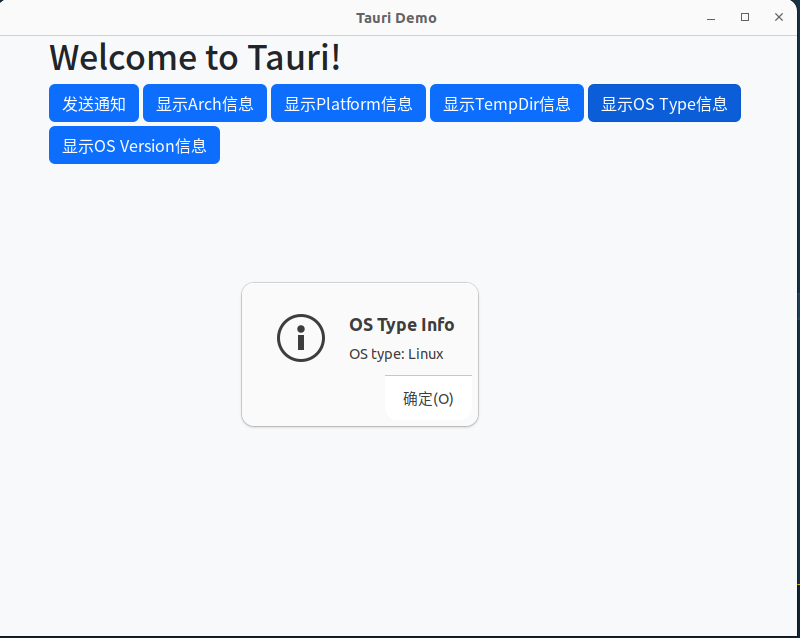 Tauri Demo
Welcome to Tauri!
发送通知 显示Arch信息 显示Platform信息 显示TempDir信息 显示OS Type信息
显示OS Version信息
OS Type Info
OS type: Linux
确定(O)